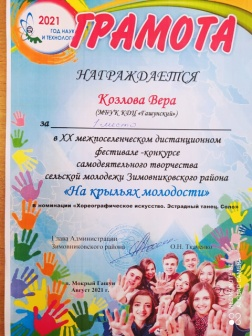 2021
ГОД НАУКИ
И ТЕХНОЛОГИЙ
ГРАМОТА
НАГРАЖДАЕТСЯ
Козлова Вера
(МБУК КДЦ «Гашунский»)
за место
в XX межпоселенческом дистанционном
фестивале -конкурсе
самодеятельного творчества
сельской молодежи Зимовниковского района
«На крыльях молодости»
в номинации «Хореографическое искусство. Эстрадный танец. Соло»
Глава Администрации
Зимовниковского района О.Н. Ткаченко
п. Мокрый Гашун
Август 2021 г.